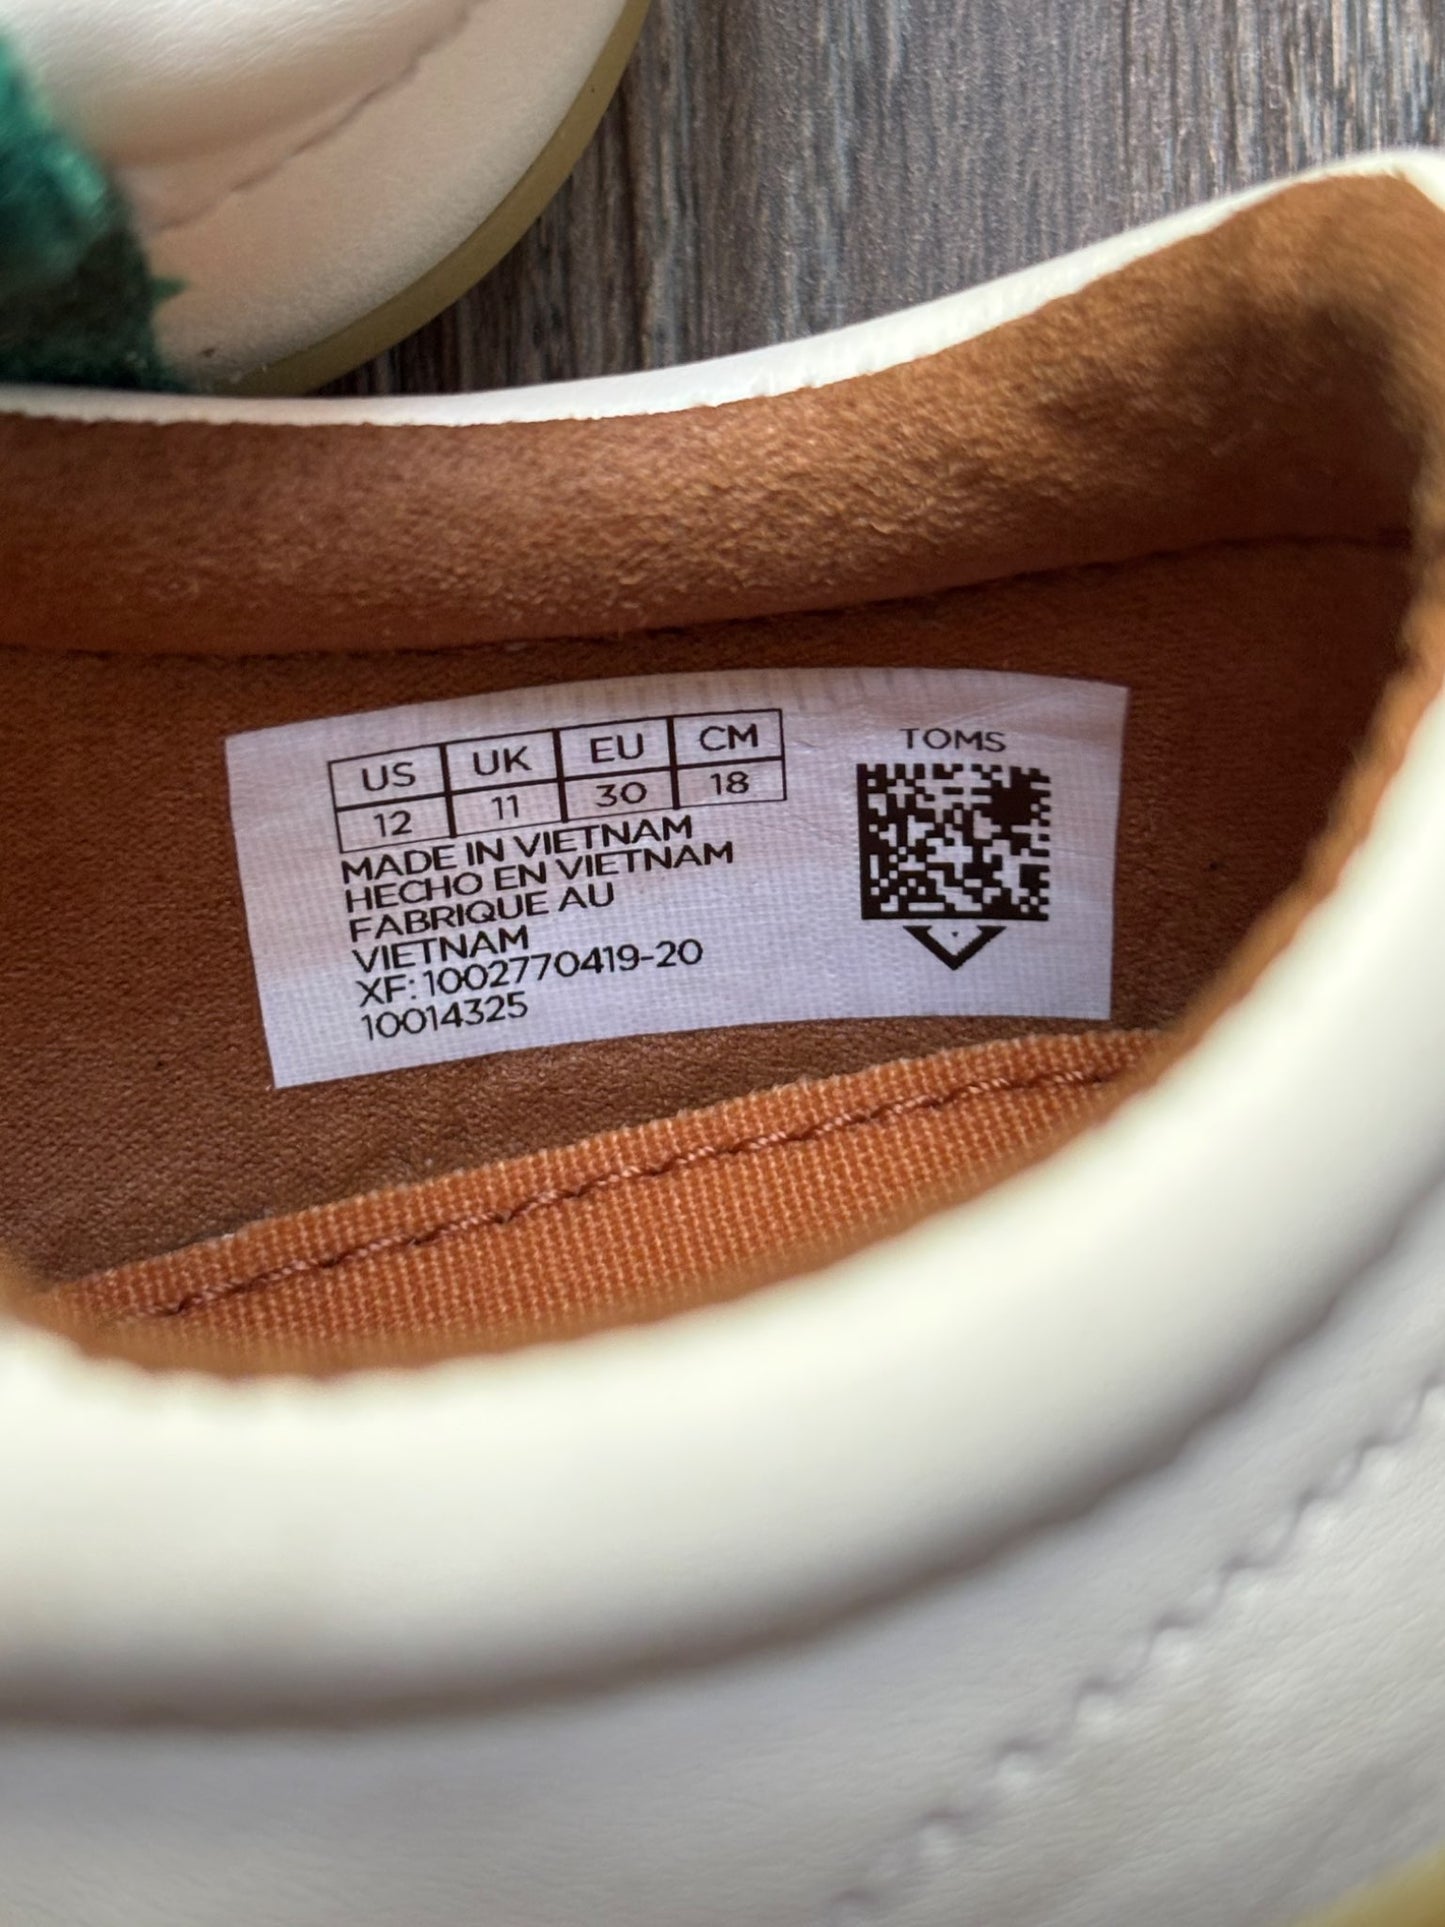 US UK EU CM
12 11 30 18
MADE IN VIETNAM
HECHO EN VIETNAM
FABRIQUE AU
VIETNAM
XF: 1002770419-20
10014325
TOMS